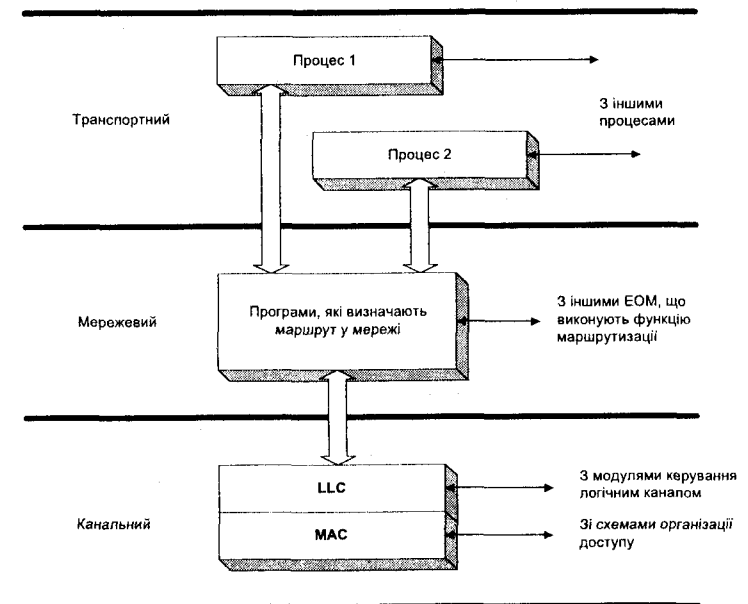 Процес 1
Транспортний
З іншими
процесами
Процес 2
Мережевий
Програми, які визначають
маршрут у мережі
З іншими ЕОМ, що
виконують функцію
маршрутизації
Канальний
LLC
MAC
З модулями керування
логічним каналом
Зі схемами організації
доступу